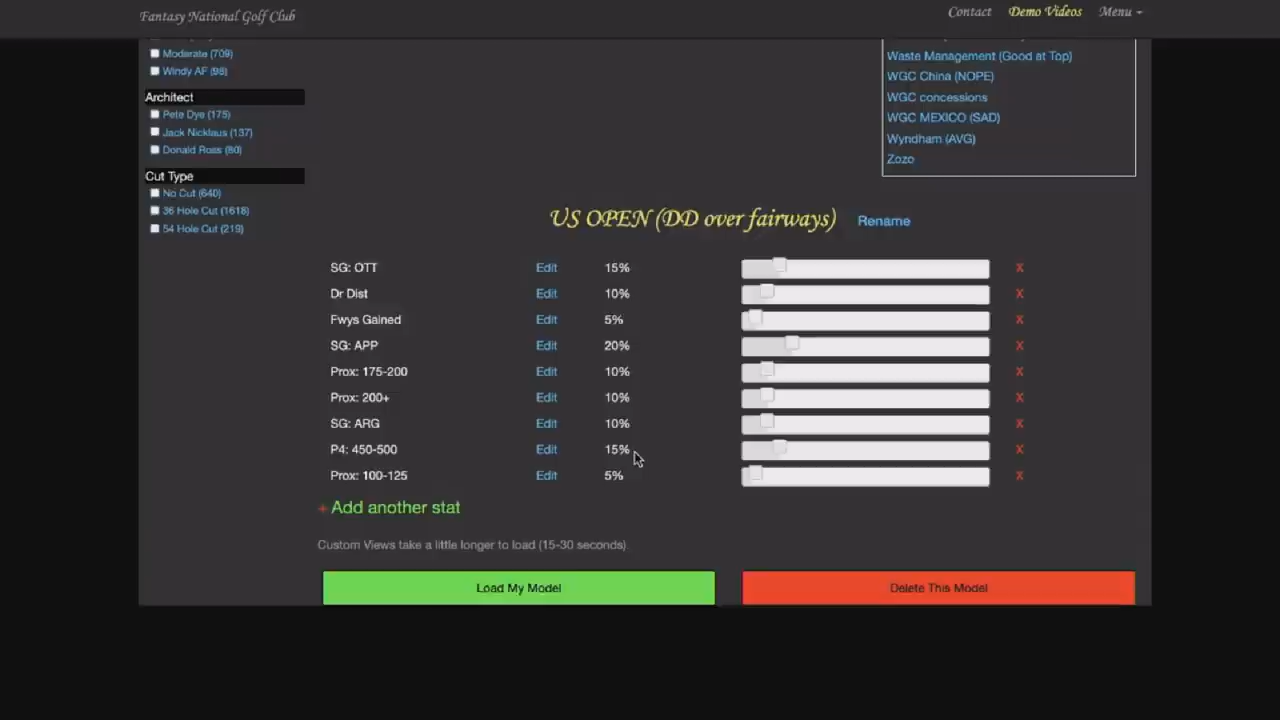 Fantasy National Golf Club
Contact Demo Videos Menu
Moderate (709)
Windy AF (98)
Architect
Pete Dye (175)
Jack Nicklaus (137)
Donald Ross (80)
Cut Type
No Cut (640)
36 Hole Cut (1618)
54 Hole Cut (219)
Waste Management (Good at Top)
WGC China (NOPE)
WGC concessions
WGC MEXICO (SAD)
Wyndham (AVG)
Zozo
US OPEN (DD over fairways) Rename
SG: OTT Edit 15% X
Dr Dist Edit 10% X
Fwys Gained Edit 5% X
SG: APP Edit 20% X
Prox: 175-200 Edit 10% X
Prox: 200+ Edit 10% X
SG: ARG Edit 10% X
P4: 450-500 Edit 15% X
Prox: 100-125 Edit 5% X
+ Add another stat
Custom Views take a little longer to load (15-30 seconds)
Load My Model Delete This Model